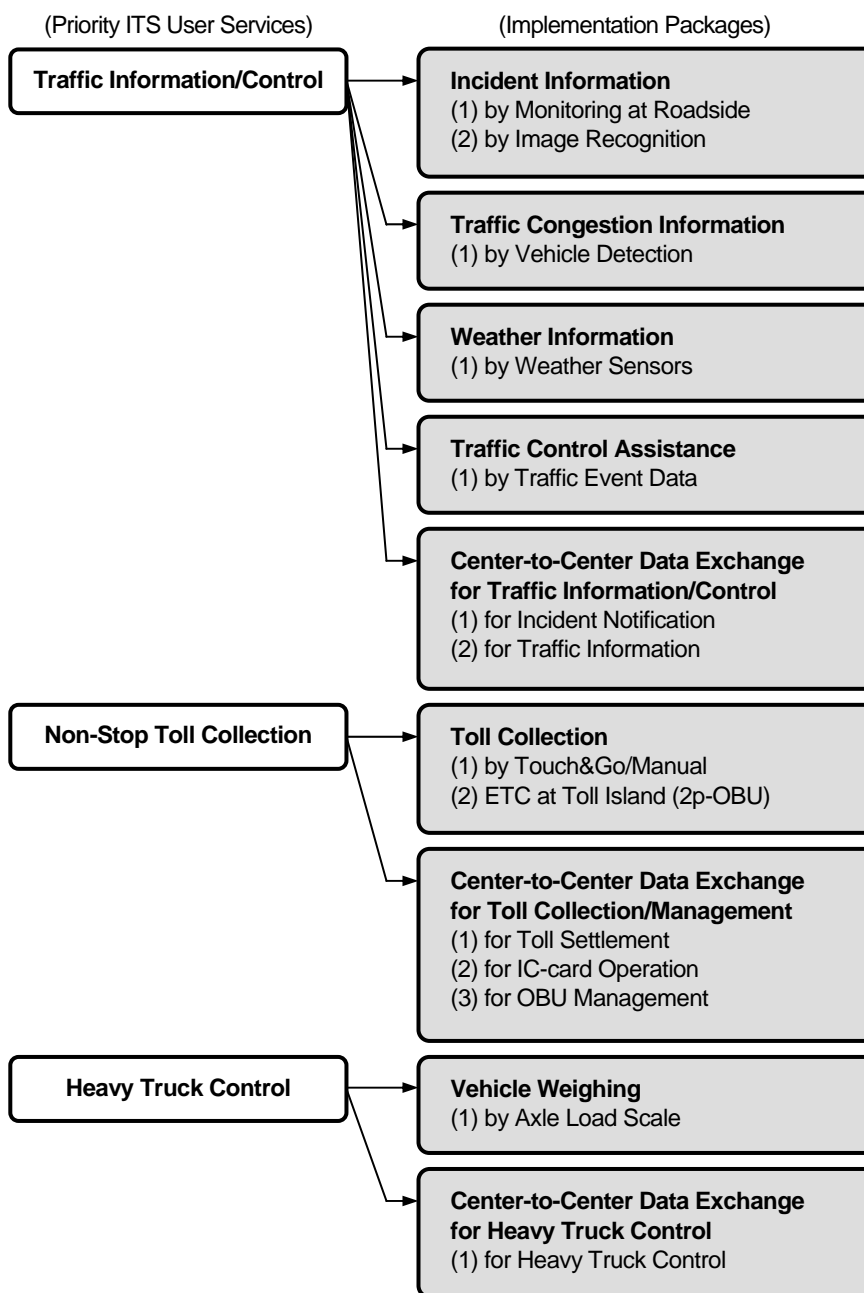 (Priority ITS User Services)
(Implementation Packages)
Traffic Information/Control
Incident Information
(1) by Monitoring at Roadside
(2) by Image Recognition
Traffic Congestion Information
(1) by Vehicle Detection
Weather Information
(1) by Weather Sensors
Traffic Control Assistance
(1) by Traffic Event Data
Center-to-Center Data Exchange
for Traffic Information/Control
(1) for Incident Notification
(2) for Traffic Information
Non-Stop Toll Collection
Toll Collection
(1) by Touch&Go/Manual
(2) ETC at Toll Island (2p-OBU)
Center-to-Center Data Exchange
for Toll Collection/Management
(1) for Toll Settlement
(2) for IC-card Operation
(3) for OBU Management
Heavy Truck Control
Vehicle Weighing
(1) by Axle Load Scale
Center-to-Center Data Exchange
for Heavy Truck Control
(1) for Heavy Truck Control